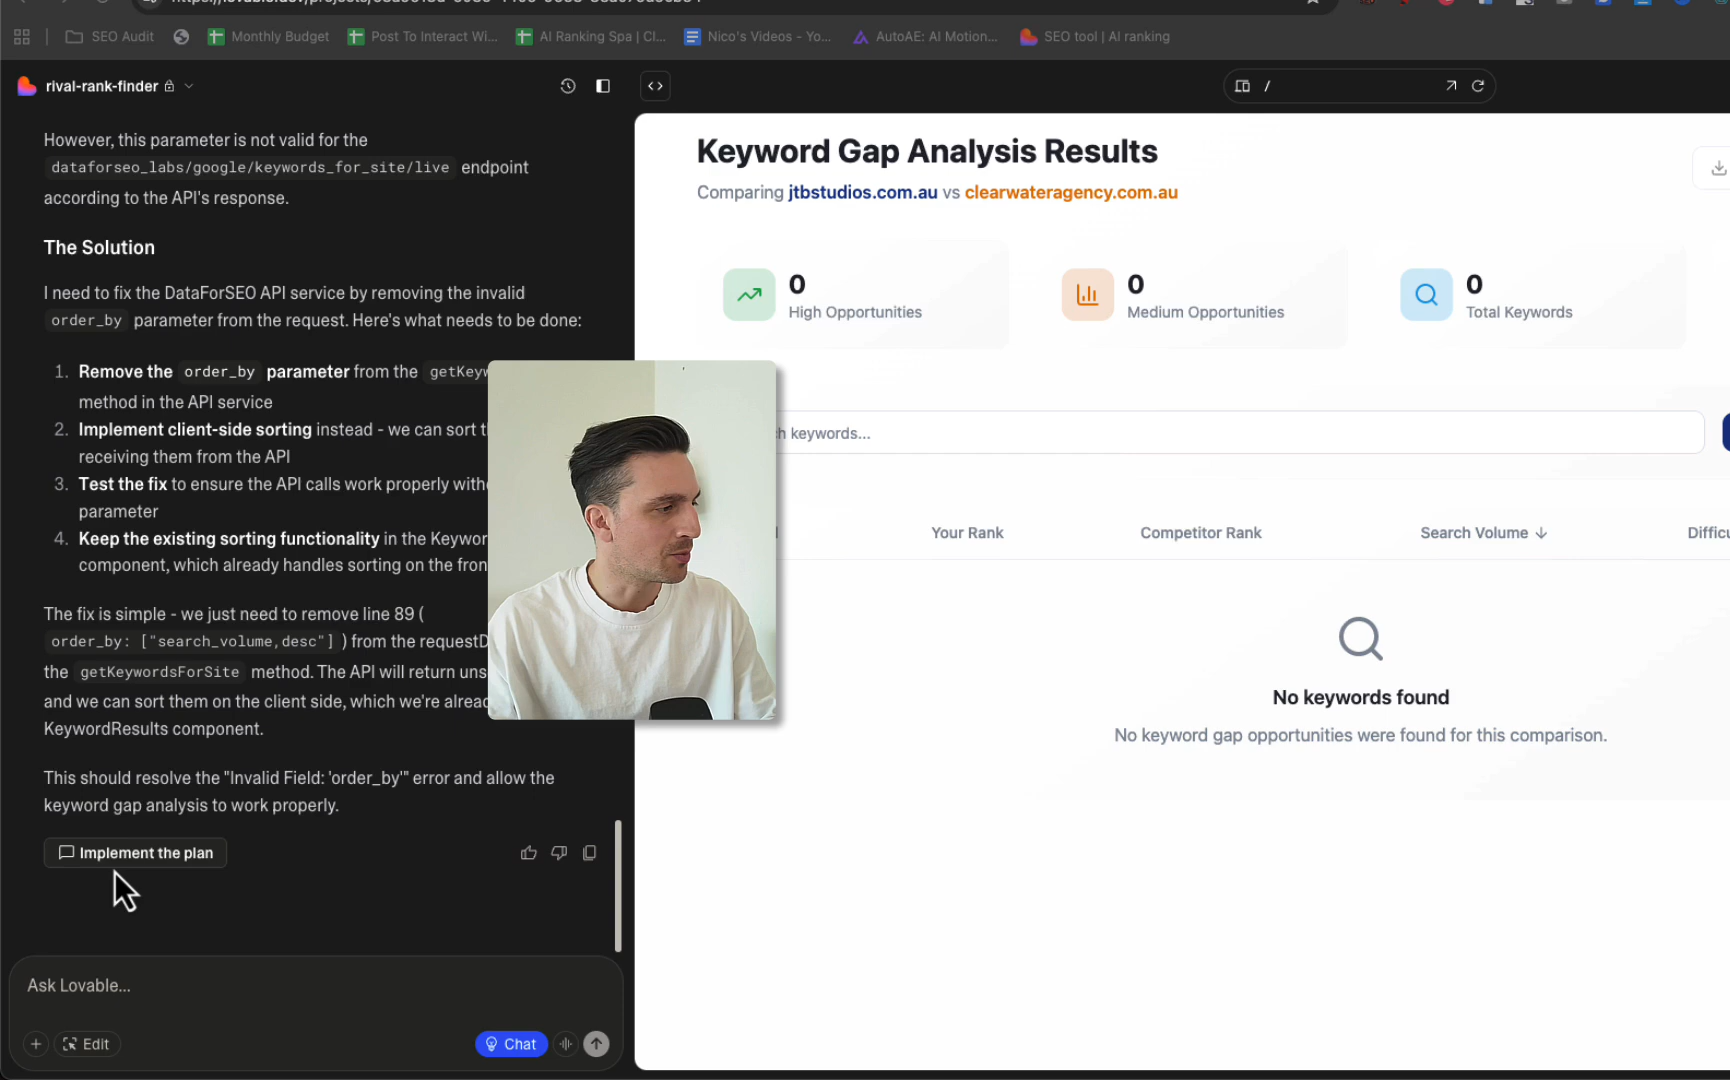 SEO Audit
Monthly Budget
Post To Interact Wi...
AI Ranking Spa | Cl...
Nico's Videos - Yo...
AutoAE: AI Motion...
SEO tool | AI ranking
rival-rank-finder
/
However, this parameter is not valid for the
dataforseo_labs/google/keywords_for_site/live endpoint
according to the API's response.
The Solution
I need to fix the DataForSEO API service by removing the invalid
order_by parameter from the request. Here's what needs to be done:
1. Remove the order_by parameter from the
method in the API service
2. Implement client-side sorting instead - we can sort
receiving them from the API
3. Test the fix to ensure the API calls work properly
parameter
4. Keep the existing sorting functionality in the
component, which already handles sorting on the
The fix is simple - we just need to remove line 89 (
order_by: ["search_volume,desc"] ) from the
the getKeywordsForSite method. The API will return
and we can sort them on the client side, which we're
KeywordResults component.
This should resolve the "Invalid Field: 'order_by'" error and allow the
keyword gap analysis to work properly.
Implement the plan
Ask Lovable...
+ Edit
Chat
Keyword Gap Analysis Results
Comparing jtbstudios.com.au vs clearwateragency.com.au
0
High Opportunities
0
Medium Opportunities
0
Total Keywords
keywords...
Your Rank
Competitor Rank
Search Volume ↓
No keywords found
No keyword gap opportunities were found for this comparison.